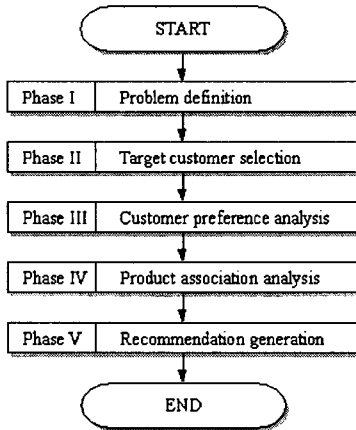 START
Phase I Problem definition
Phase II Target customer selection
Phase III Customer preference analysis
Phase IV Product association analysis
Phase V Recommendation generation
END